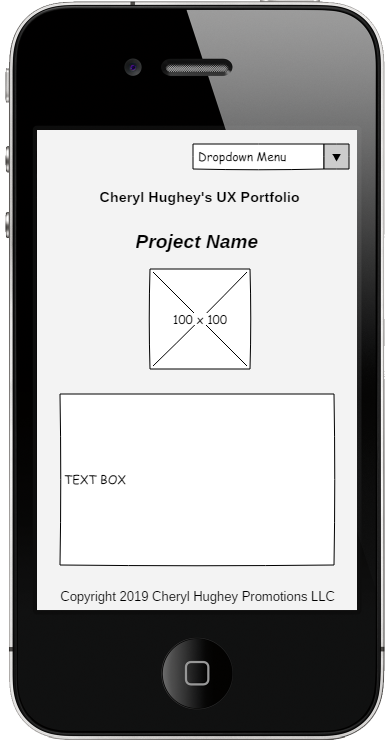 Dropdown Menu
Cheryl Hughey's UX Portfolio
Project Name
100 x 100
TEXT BOX
Copyright 2019 Cheryl Hughey Promotions LLC